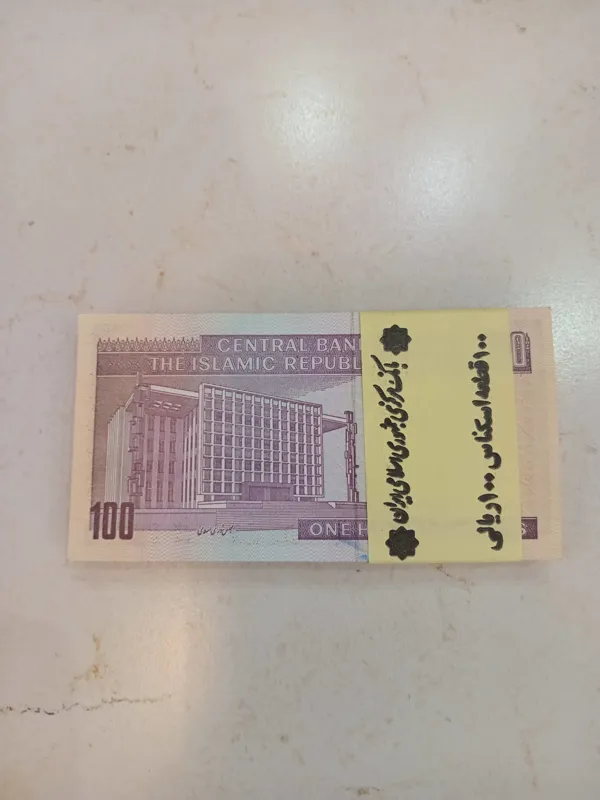 CENTRAL BAN
THE ISLAMIC REPUBL
100
ONE H
S
بانک مرکزی جمهوری اسلامی ایران
۱۰۰ قطعه اسکناس ۱۰۰ ریالی